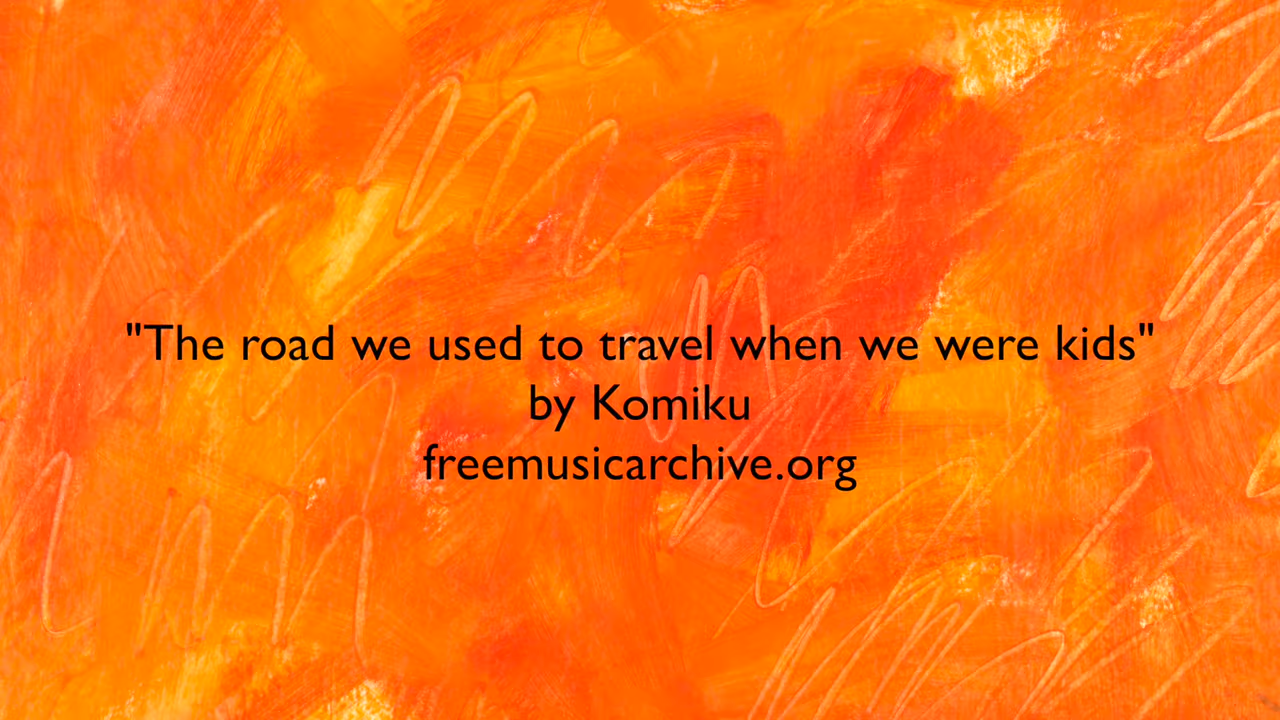 "The road we used to travel when we were kids"
by Komiku
freemusicarchive.org